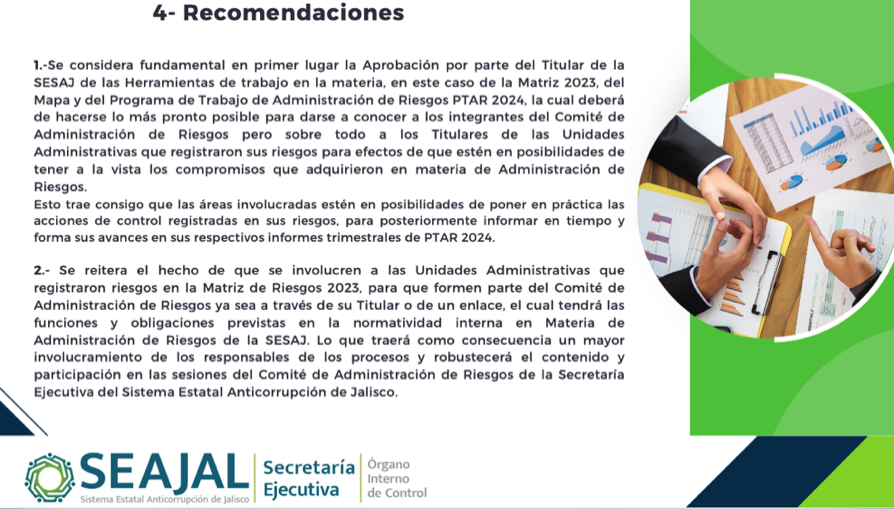 4- Recomendaciones
1.-Se considera fundamental en primer lugar la Aprobación por parte del Titular de la
SESAJ de las Herramientas de trabajo en la materia, en este caso de la Matriz 2023, del
Mapa y del Programa de Trabajo de Administración de Riesgos PTAR 2024, la cual deberá
de hacerse lo más pronto posible para darse a conocer a los integrantes del Comité de
Administración de Riesgos pero sobre todo a los Titulares de las Unidades
Administrativas que registraron sus riesgos para efectos de que estén en posibilidades de
tener a la vista los compromisos que adquirieron en materia de Administración de
Riesgos.
Esto trae consigo que las áreas involucradas estén en posibilidades de poner en práctica las
acciones de control registradas en sus riesgos, para posteriormente informar en tiempo y
forma sus avances en sus respectivos informes trimestrales de PTAR 2024.
2.- Se reitera el hecho de que se involucren a las Unidades Administrativas que
registraron riesgos en la Matriz de Riesgos 2023, para que formen parte del Comité de
Administración de Riesgos ya sea a través de su Titular o de un enlace, el cual tendrá las
funciones y obligaciones previstas en la normatividad interna en Materia de
Administración de Riesgos de la SESAJ. Lo que traerá como consecuencia un mayor
involucramiento de los responsables de los procesos y robustecerá el contenido y
participación en las sesiones del Comité de Administración de Riesgos de la Secretaría
Ejecutiva del Sistema Estatal Anticorrupción de Jalisco.
SEAJAL
Sistema Estatal Anticorrupción de Jalisco
Secretaría
Ejecutiva
Órgano
Interno
de Control